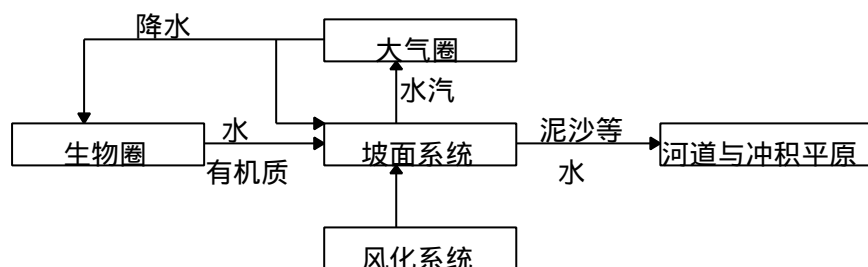 降水
大气圈
水汽
生物圈
水
有机质
坡面系统
泥沙等
水
河道与冲积平原
风化系统